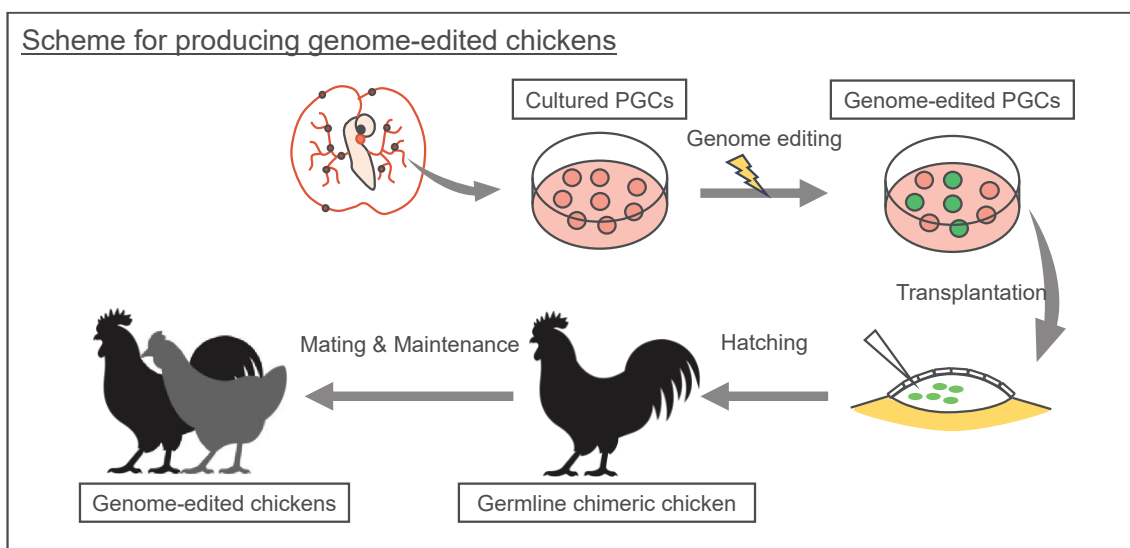 Scheme for producing genome-edited chickens
Cultured PGCs
Genome-edited PGCs
Genome editing
Transplantation
Hatching
Mating & Maintenance
Germline chimeric chicken
Genome-edited chickens